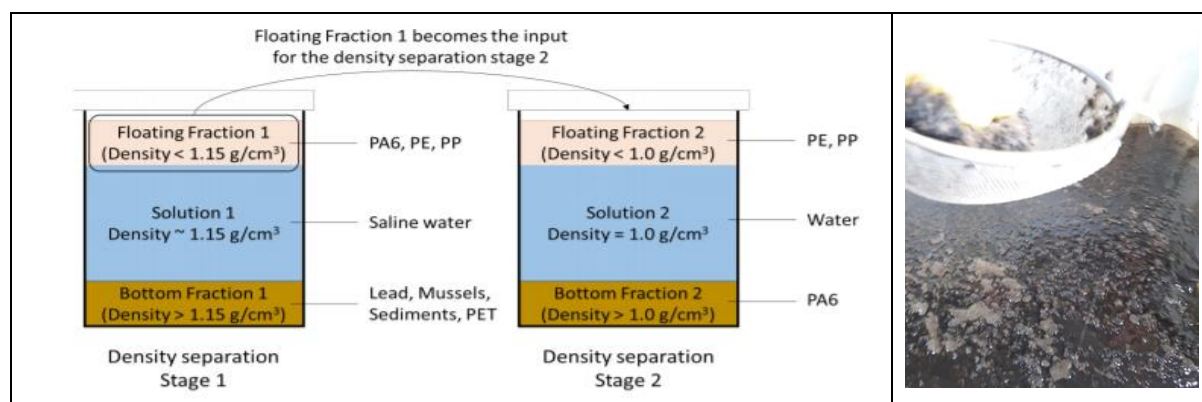 Floating Fraction 1 becomes the input
for the density separation stage 2
Floating Fraction 1
(Density < 1.15 g/cm³)
PA6, PE, PP
Solution 1
Density ~ 1.15 g/cm³
Saline water
Bottom Fraction 1
(Density > 1.15 g/cm³)
Lead, Mussels,
Sediments, PET
Density separation
Stage 1
Floating Fraction 2
(Density < 1.0 g/cm³)
PE, PP
Solution 2
Density = 1.0 g/cm³
Water
Bottom Fraction 2
(Density > 1.0 g/cm³)
PA6
Density separation
Stage 2